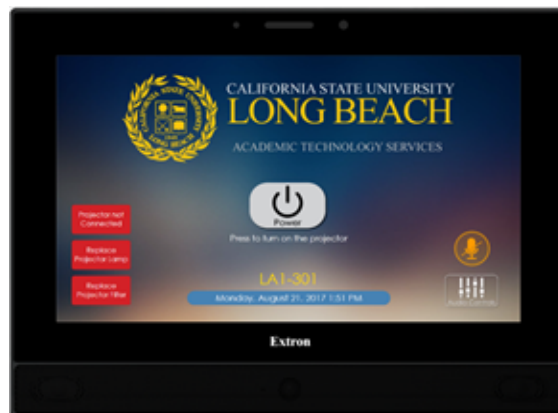 CALIFORNIA STATE UNIVERSITY
LONG BEACH
ACADEMIC TECHNOLOGY SERVICES
Power
Press to turn on the projector
Projector not
Connected
Replace
Projector Lamp
Replace
Projector Filter
LA1-301
Monday, August 21, 2017 1:51 PM
Audio Controls
Extron